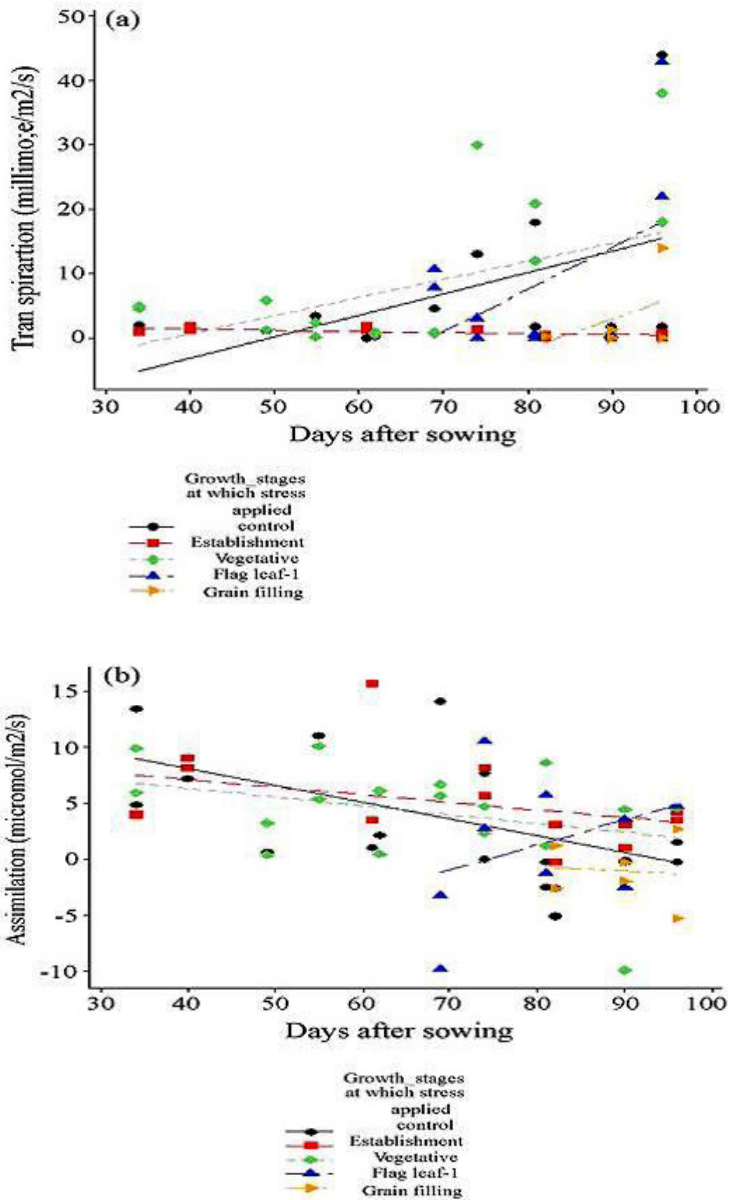 (a)
Tran spirartion (millimo;e/m2/s)
50
40
30
20
10
0
30 40 50 60 70 80 90 100
Days after sowing
Growth_stages
at which stress
applied
control
Establishment
Vegetative
Flag leaf-1
Grain filling
(b)
Assimilation (micromol/m2/s)
15
10
5
0
-5
-10
30 40 50 60 70 80 90 100
Days after sowing
Growth_stages
at which stress
applied
control
Establishment
Vegetative
Flag leaf-1
Grain filling